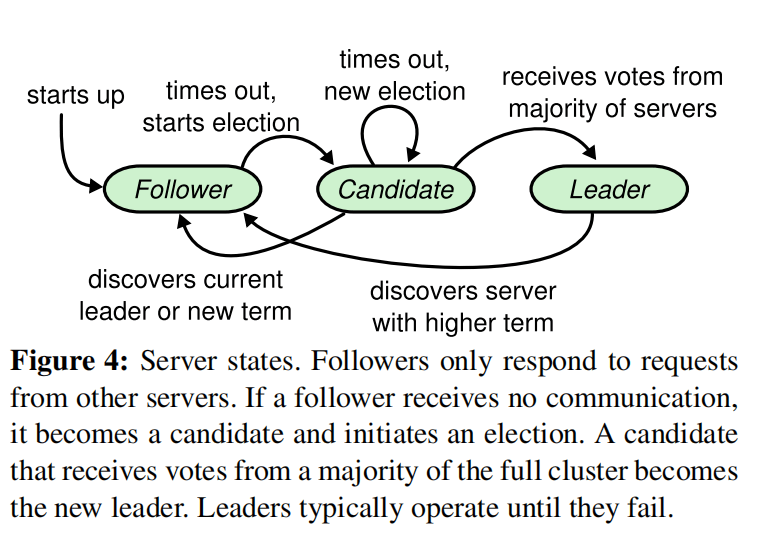 times out,
new election
receives votes from
majority of servers
starts up
times out,
starts election
Follower
Candidate
Leader
discovers current
leader or new term
discovers server
with higher term
Figure 4: Server states. Followers only respond to requests
from other servers. If a follower receives no communication,
it becomes a candidate and initiates an election. A candidate
that receives votes from a majority of the full cluster becomes
the new leader. Leaders typically operate until they fail.